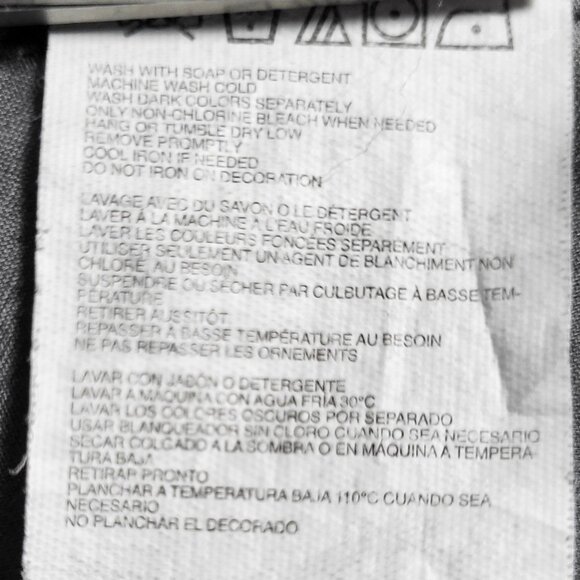 WASH WITH SOAP OR DETERGENT
MACHINE WASH COLD
WASH DARK COLORS SEPARATELY
ONLY NON-CHLORINE BLEACH WHEN NEEDED
HANG OR TUMBLE DRY LOW
REMOVE PROMPTLY
COOL IRON IF NEEDED
DO NOT IRON ON DECORATION
LAVAGE AVEC DU SAVON O LE DÉTERGENT
LAVER À LA MACHINE À L'EAU FROIDE
LAVER LES COULEURS FONCÉES SÉPAREMENT
UTILISER SEULEMENT UN AGENT DE BLANCHIMENT NON
CHLORÉ, AU BESOIN
SUSPENDRE OU SÉCHER PAR CULBUTAGE À BASSE TEM-
PÉRATURE
RETIRER AUSSITÔT
REPASSER À BASSE TEMPÉRATURE AU BESOIN
NE PAS REPASSER LES ORNEMENTS
LAVAR CON JABÓN O DETERGENTE
LAVAR A MÁQUINA CON AGUA FRÍA 30°C
LAVAR LOS COLORES OSCUROS POR SEPARADO
USAR BLANQUEADOR SIN CLORO CUANDO SEA NECESARIO
SECAR COLGADO A LA SOMBRA O EN MÁQUINA A TEMPERA-
TURA BAJA
RETIRAR PRONTO
PLANCHAR A TEMPERATURA BAJA 110°C CUANDO SEA
NECESARIO
NO PLANCHAR EL DECORADO